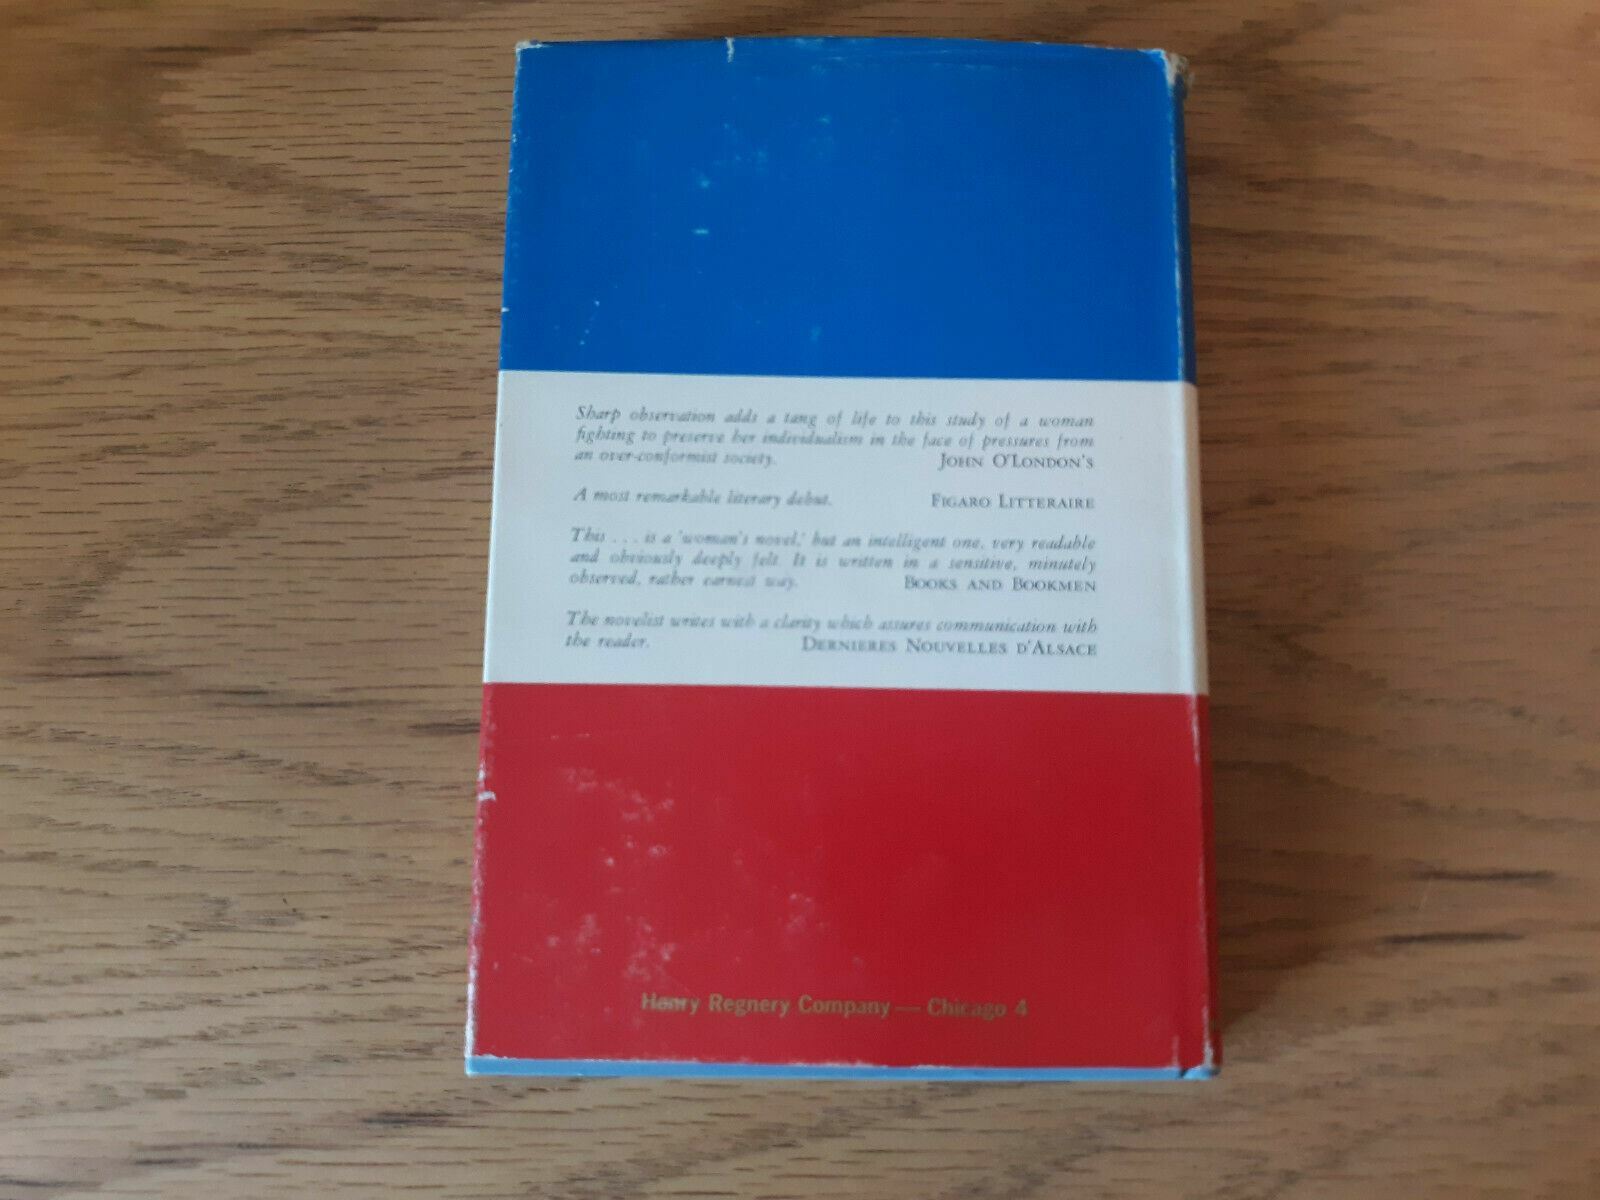 Sharp observation adds a tang of life to this study of a woman
fighting to preserve her individualism in the face of pressures from
an over-conformist society. JOHN O'LONDON'S
A most remarkable literary debut. FIGARO LITTERAIRE
This . . . is a 'woman's novel,' but an intelligent one, very readable
and obviously deeply felt. It is written in a sensitive, minutely
observed, rather earnest way. BOOKS AND BOOKMEN
The novelist writes with a clarity which assures communication with
the reader. DERNIERES NOUVELLES D'ALSACE
Henry Regnery Company — Chicago 4